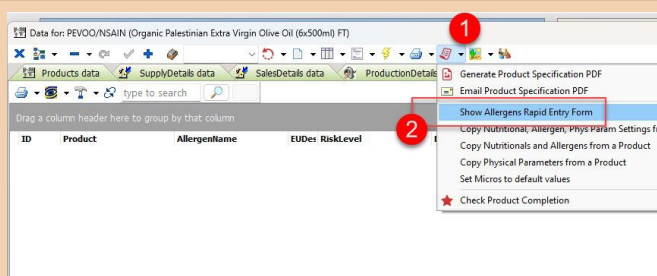 Data for: PEVOO/NSAIN (Organic Palestinian Extra Virgin Olive Oil (6x500ml) FT)
1
Products data SupplyDetails data SalesDetails data ProductionDetails
Generate Product Specification PDF
Email Product Specification PDF
type to search
Show Allergens Rapid Entry Form
Drag a column header here to group by that column
2
Copy Nutritional, Allergen, Phys Param Settings
ID Product AllergenName EUDes RiskLevel
Copy Nutritionals and Allergens from a Product
Copy Physical Parameters from a Product
Set Micros to default values
Check Product Completion